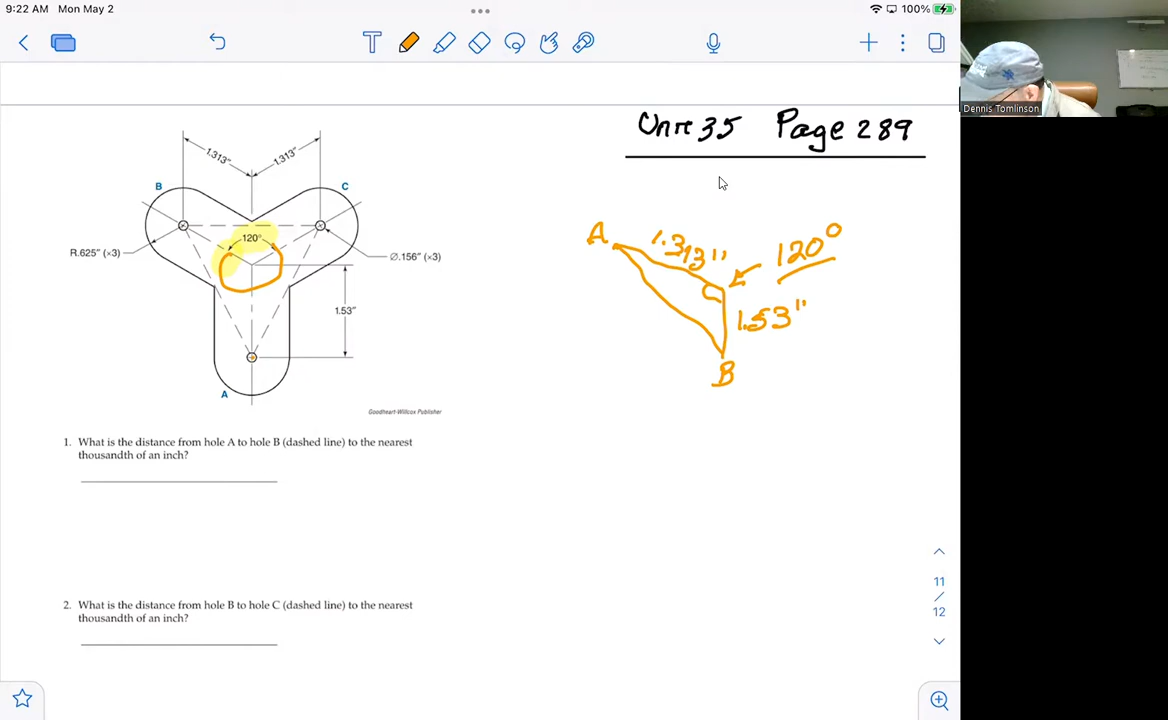 9:22 AM Mon May 2
100%
Dennis Tomlinson
Unit 35 Page 289
1.313"
1.313"
B
C
120°
R.625" (×3)
Ø.156" (×3)
1.53"
A
Goodheart-Willcox Publisher
A
1.313"
120°
1.53"
B
1. What is the distance from hole A to hole B (dashed line) to the nearest
thousandth of an inch?
2. What is the distance from hole B to hole C (dashed line) to the nearest
thousandth of an inch?
11
/
12